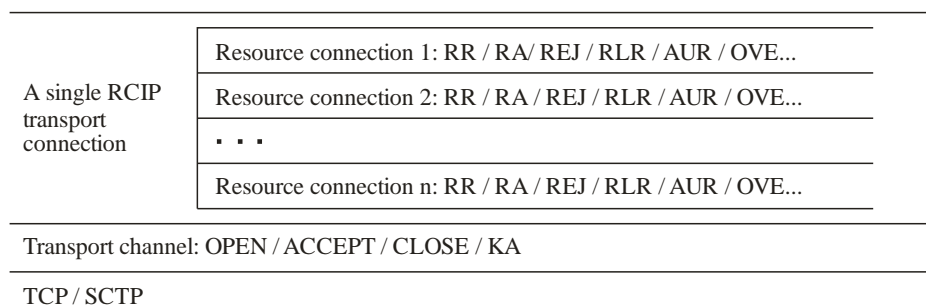 Resource connection 1: RR / RA/ REJ / RLR / AUR / OVE...
A single RCIP
transport
connection
Resource connection 2: RR / RA / REJ / RLR / AUR / OVE...
. . .
Resource connection n: RR / RA / REJ / RLR / AUR / OVE...
Transport channel: OPEN / ACCEPT / CLOSE / KA
TCP / SCTP